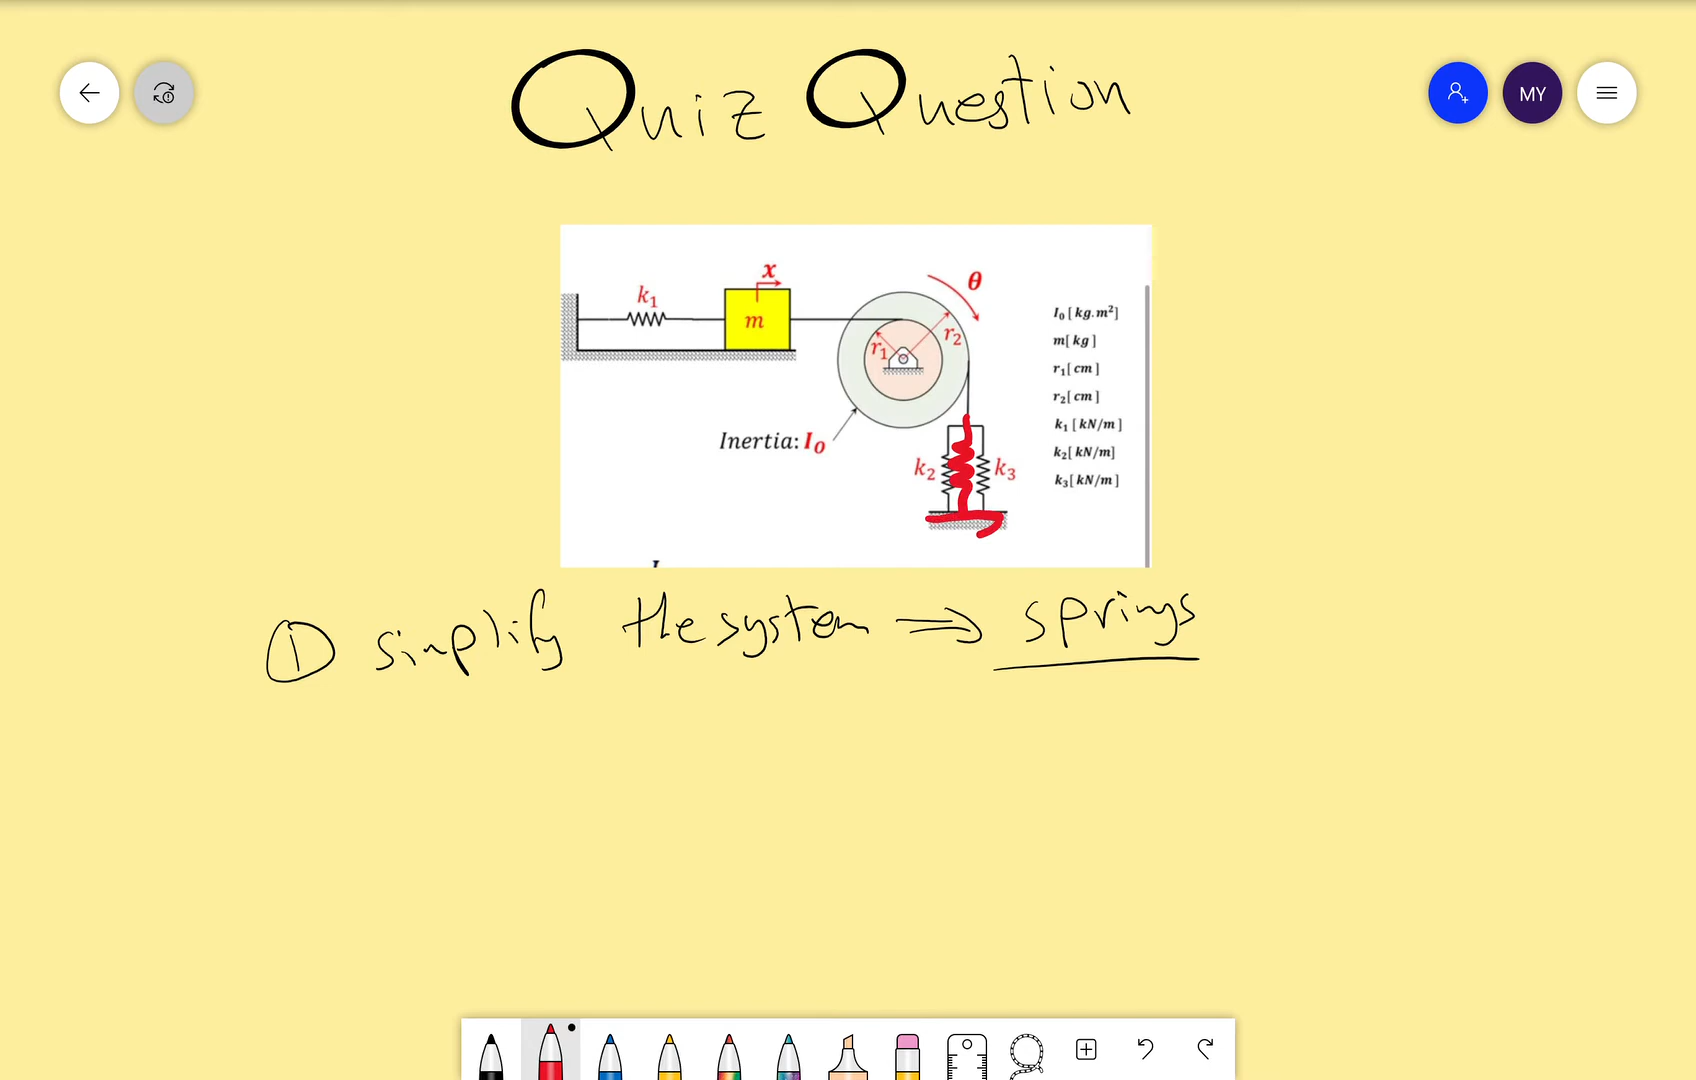 Quiz Question
MY
x
θ
k₁
m
r₁
r₂
Inertia: I₀
k₂
k₃
I₀ [ kg.m²]
m[ kg ]
r₁[ cm ]
r₂[ cm ]
k₁ [ kN/m ]
k₂[ kN/m]
k₃[ kN/m ]
① simplify the system ⇒ springs